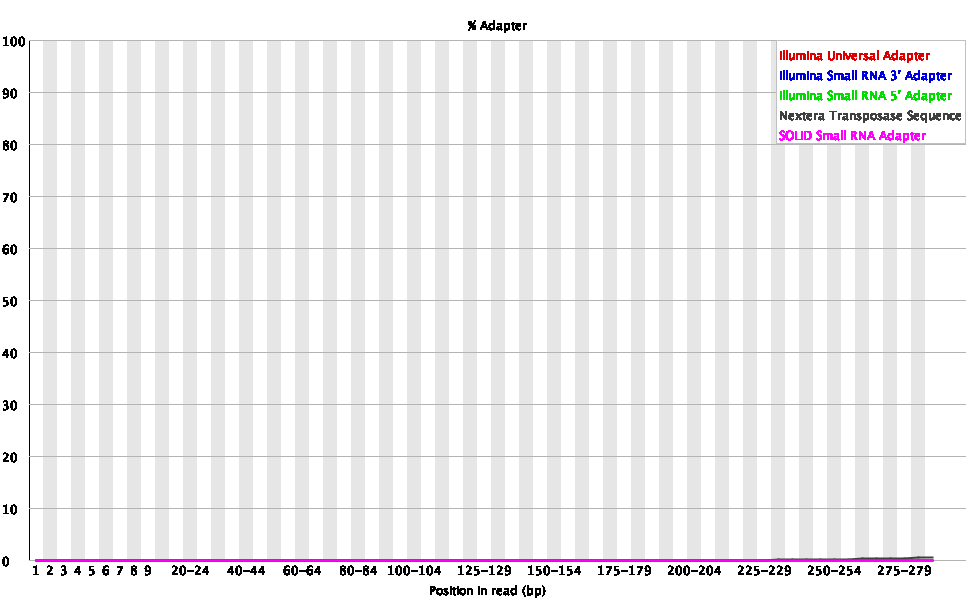 % Adapter
100
90
80
70
60
50
40
30
20
10
0
Illumina Universal Adapter
Illumina Small RNA 3' Adapter
Illumina Small RNA 5' Adapter
Nextera Transposase Sequence
SOLID Small RNA Adapter
1 2 3 4 5 6 7 8 9 20-24 40-44 60-64 80-84 100-104 125-129 150-154 175-179 200-204 225-229 250-254 275-279
Position in read (bp)